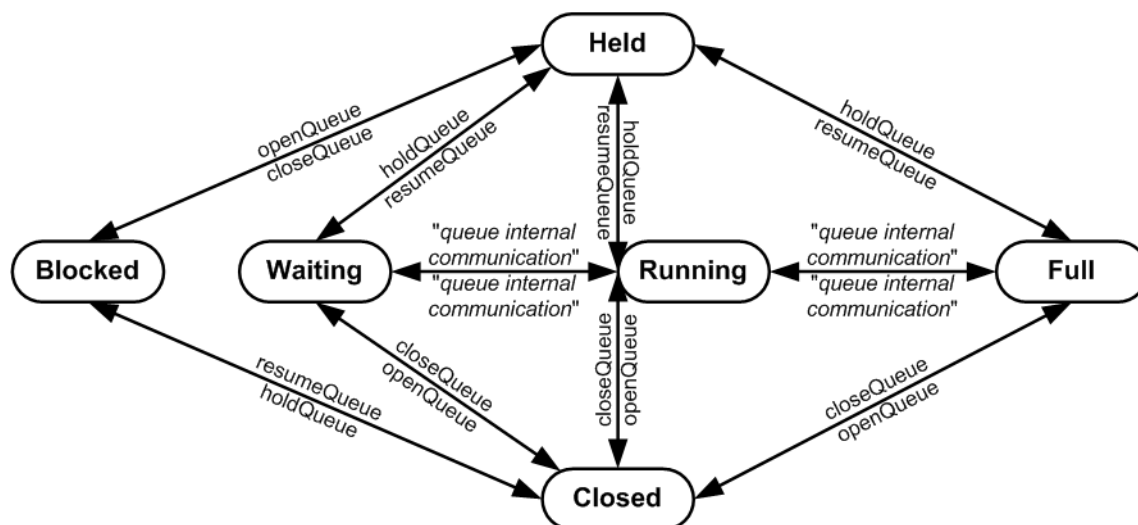 Held
openQueue
closeQueue
holdQueue
resumeQueue
holdQueue
resumeQueue
holdQueue
resumeQueue
Blocked
Waiting
"queue internal
communication"
"queue internal
communication"
Running
"queue internal
communication"
"queue internal
communication"
Full
resumeQueue
holdQueue
closeQueue
openQueue
closeQueue
openQueue
closeQueue
openQueue
Closed